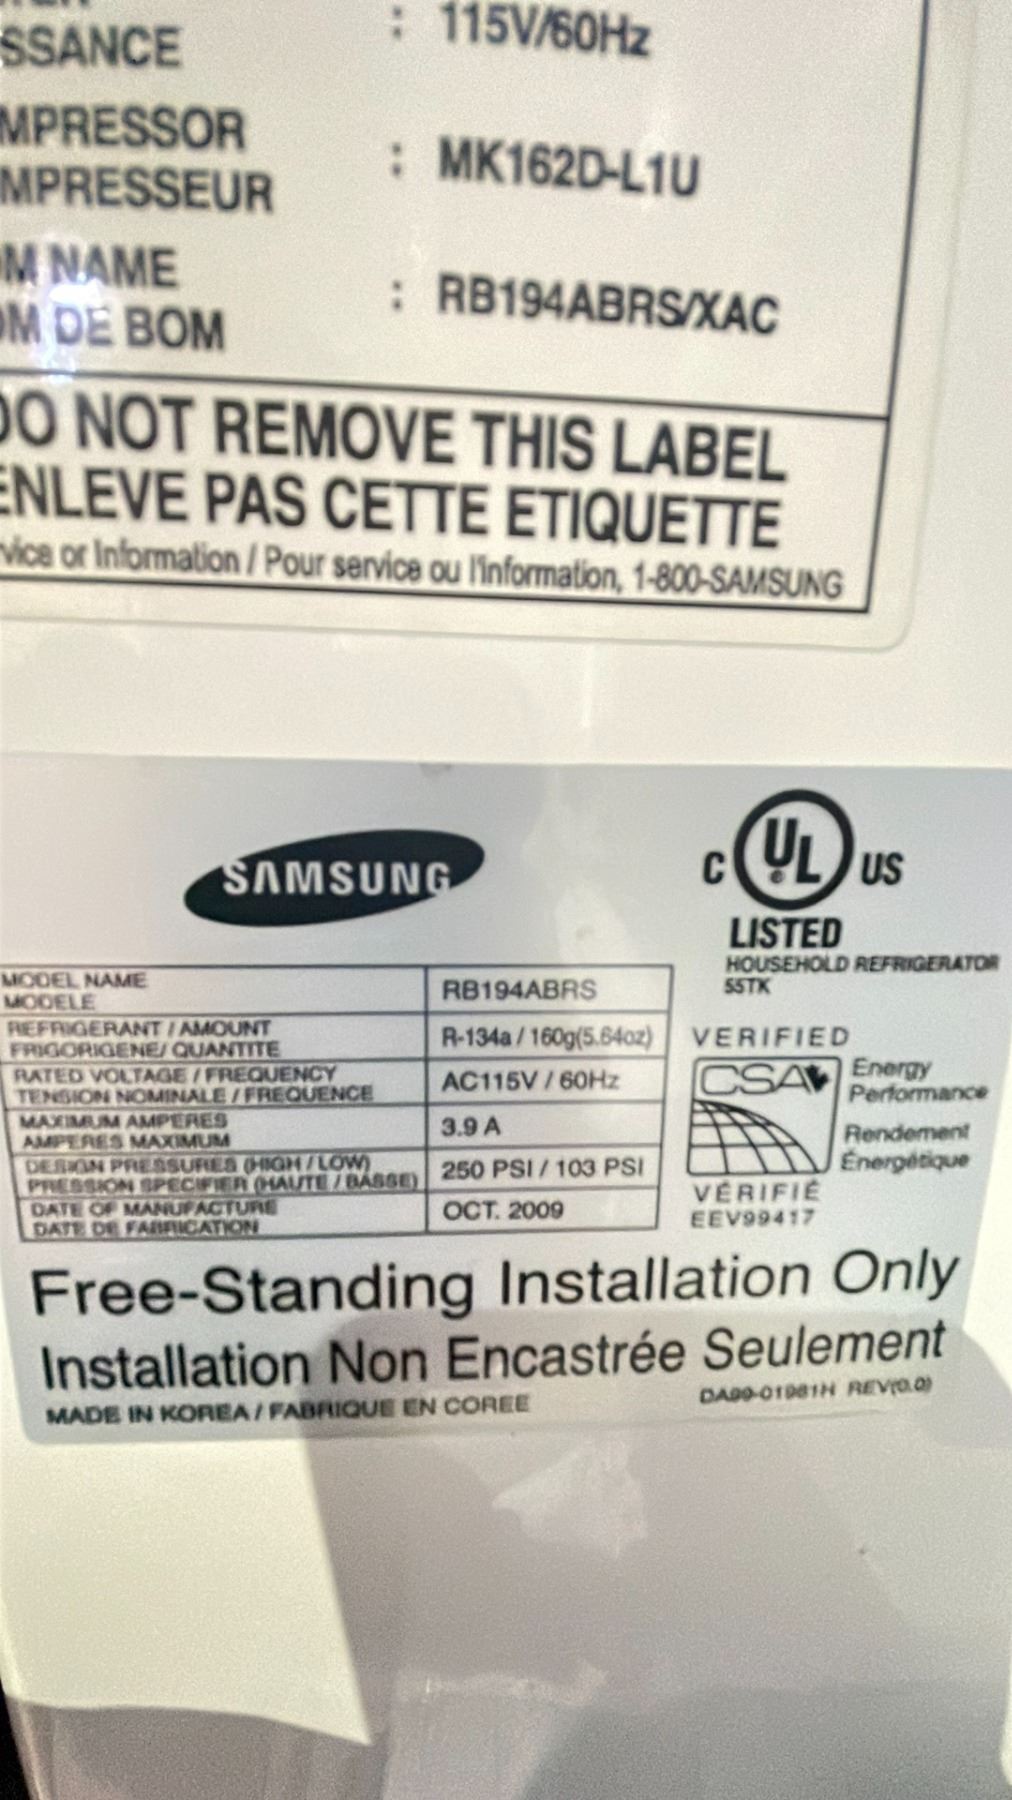 SSANCE : 115V/60Hz
MPRESSOR
MPRESSEUR : MK162D-L1U
M NAME
OM DE BOM : RB194ABRS/XAC
DO NOT REMOVE THIS LABEL
ENLEVE PAS CETTE ETIQUETTE
rvice or Information / Pour service ou l'information, 1-800-SAMSUNG
SAMSUNG
C UL ® US
LISTED
HOUSEHOLD REFRIGERATOR
55TK
MODEL NAME
MODELE
RB194ABRS
REFRIGERANT / AMOUNT
FRIGORIGENE/ QUANTITE
R-134a / 160g(5.64oz)
RATED VOLTAGE / FREQUENCY
TENSION NOMINALE / FREQUENCE
AC115V / 60Hz
MAXIMUM AMPERES
AMPERES MAXIMUM
3.9 A
DESIGN PRESSURES (HIGH / LOW)
PRESSION SPECIFIER (HAUTE / BASSE)
250 PSI / 103 PSI
DATE OF MANUFACTURE
DATE DE FABRICATION
OCT. 2009
VERIFIED
CSA
Energy
Performance
Rendement
Énergétique
VÉRIFIÉ
EEV99417
Free-Standing Installation Only
Installation Non Encastrée Seulement
MADE IN KOREA / FABRIQUE EN COREE
DA99-01981H REV(0.0)